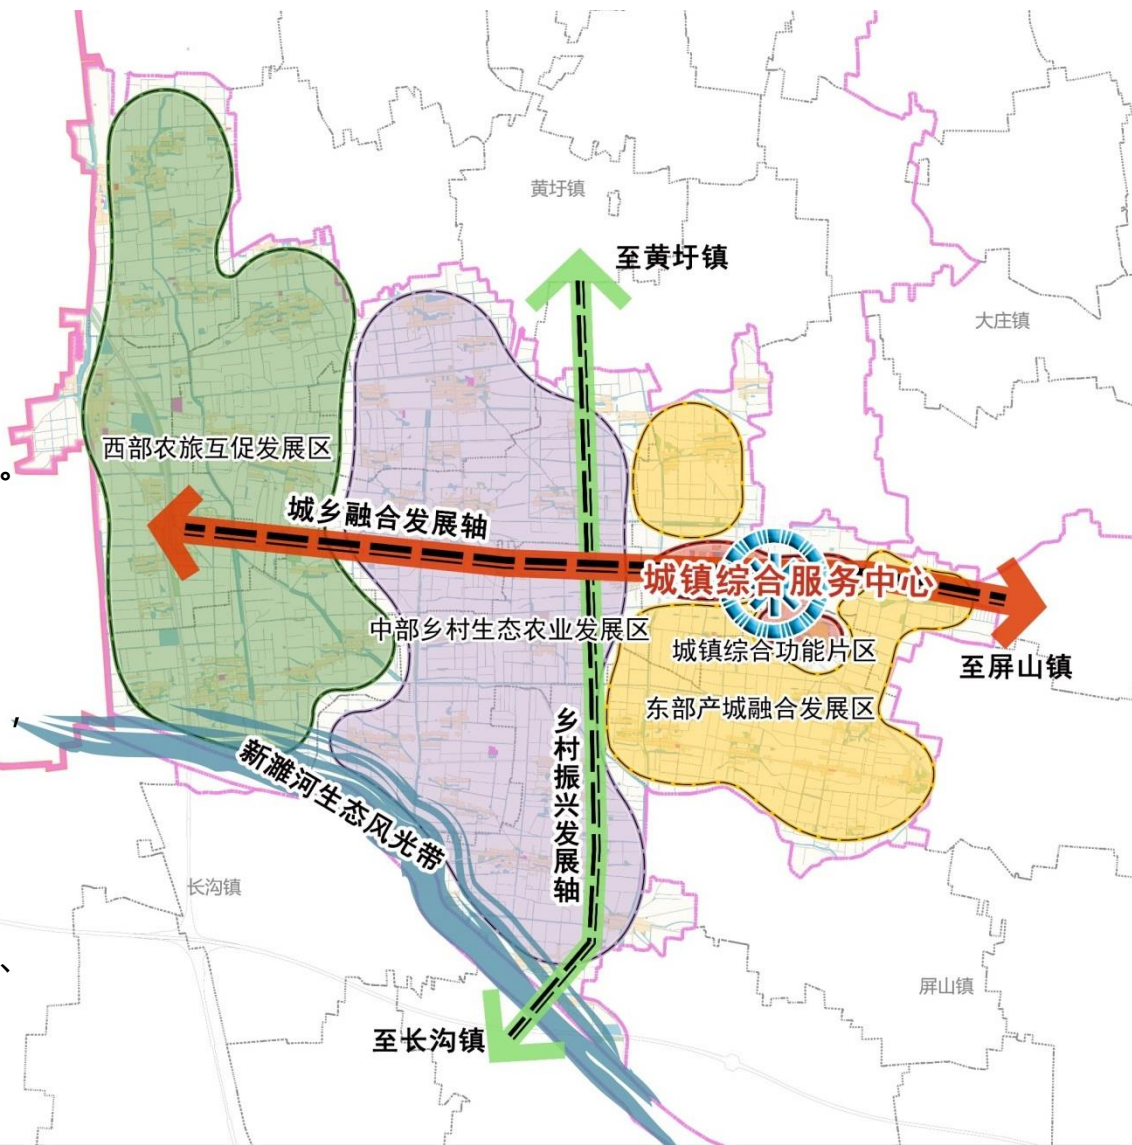 黄圩镇
至黄圩镇
大庄镇
西部农旅互促发展区
。
城乡融合发展轴
城镇综合服务中心
中部乡村生态农业发展区
城镇综合功能片区
至屏山镇
东部产城融合发展区
,
乡村振兴发展轴
新濉河生态风光带
长沟镇
、
屏山镇
至长沟镇